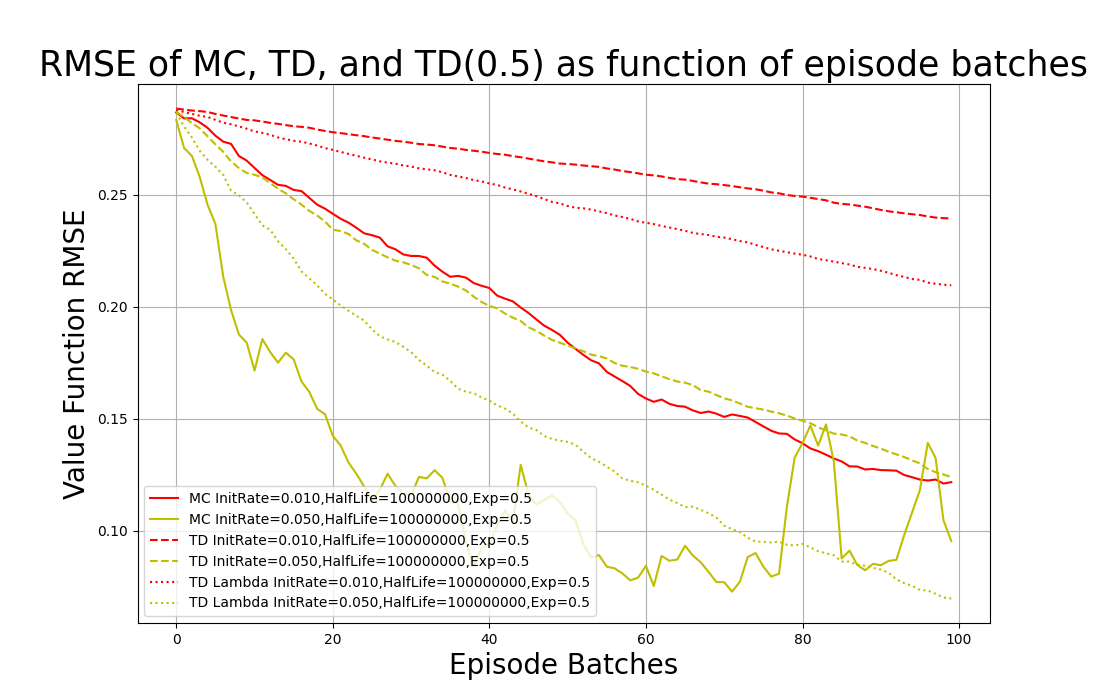 RMSE of MC, TD, and TD(0.5) as function of episode batches
Value Function RMSE
0.25
0.20
0.15
0.10
MC InitRate=0.010,HalfLife=100000000,Exp=0.5
MC InitRate=0.050,HalfLife=100000000,Exp=0.5
TD InitRate=0.010,HalfLife=100000000,Exp=0.5
TD InitRate=0.050,HalfLife=100000000,Exp=0.5
TD Lambda InitRate=0.010,HalfLife=100000000,Exp=0.5
TD Lambda InitRate=0.050,HalfLife=100000000,Exp=0.5
0 20 40 60 80 100
Episode Batches